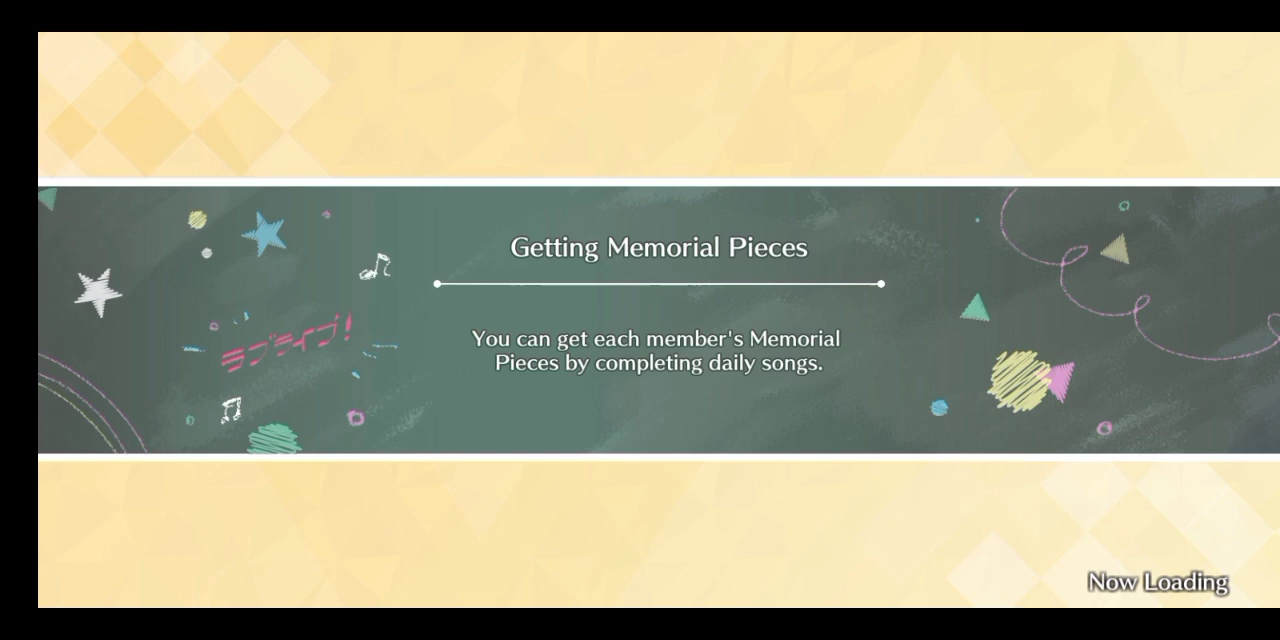 Getting Memorial Pieces
ラブライブ!
You can get each member's Memorial
Pieces by completing daily songs.
Now Loading